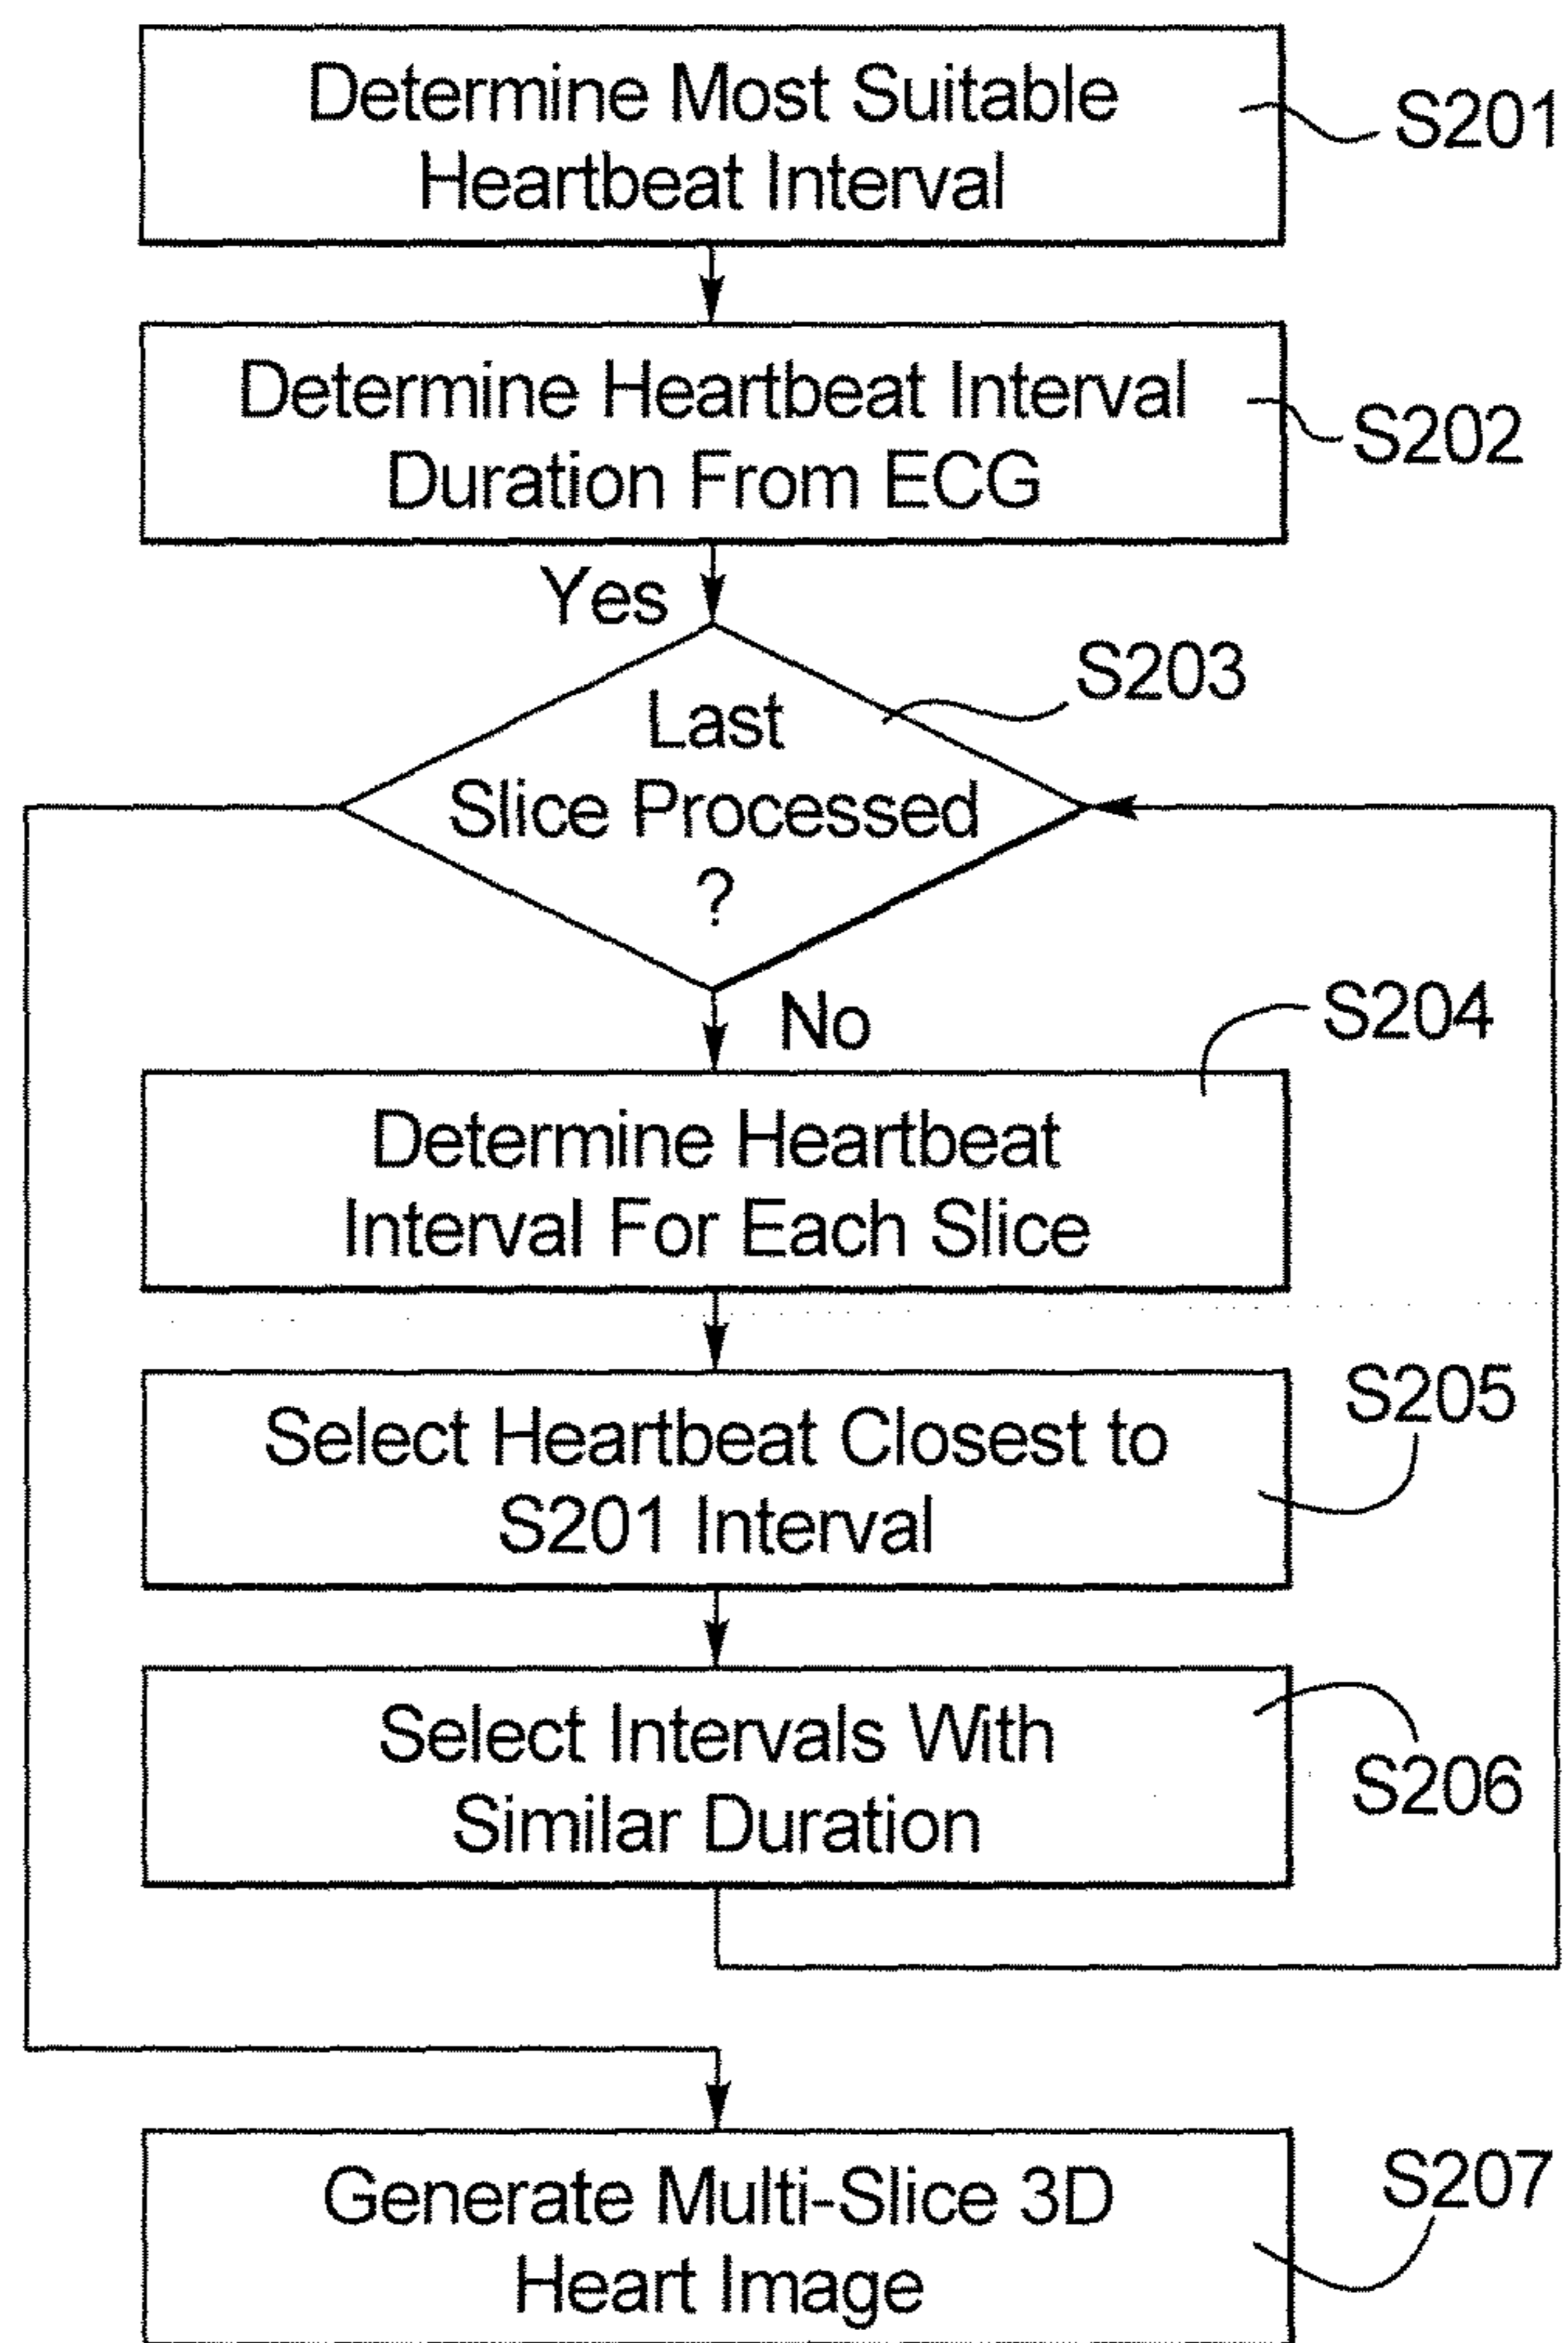 Determine Most Suitable
Heartbeat Interval
S201
Determine Heartbeat Interval
Duration From ECG
S202
Yes
Last
Slice Processed
?
S203
No
Determine Heartbeat
Interval For Each Slice
S204
Select Heartbeat Closest to
S201 Interval
S205
Select Intervals With
Similar Duration
S206
Generate Multi-Slice 3D
Heart Image
S207